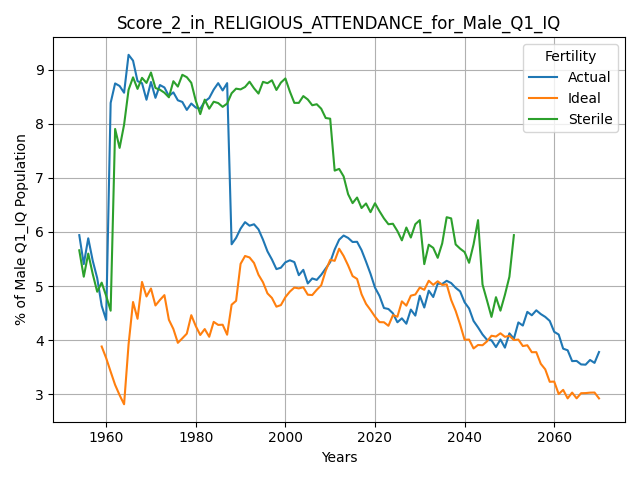 Score_2_in_RELIGIOUS_ATTENDANCE_for_Male_Q1_IQ
% of Male Q1_IQ Population
9
8
7
6
5
4
3
Fertility
Actual
Ideal
Sterile
1960 1980 2000 2020 2040 2060
Years